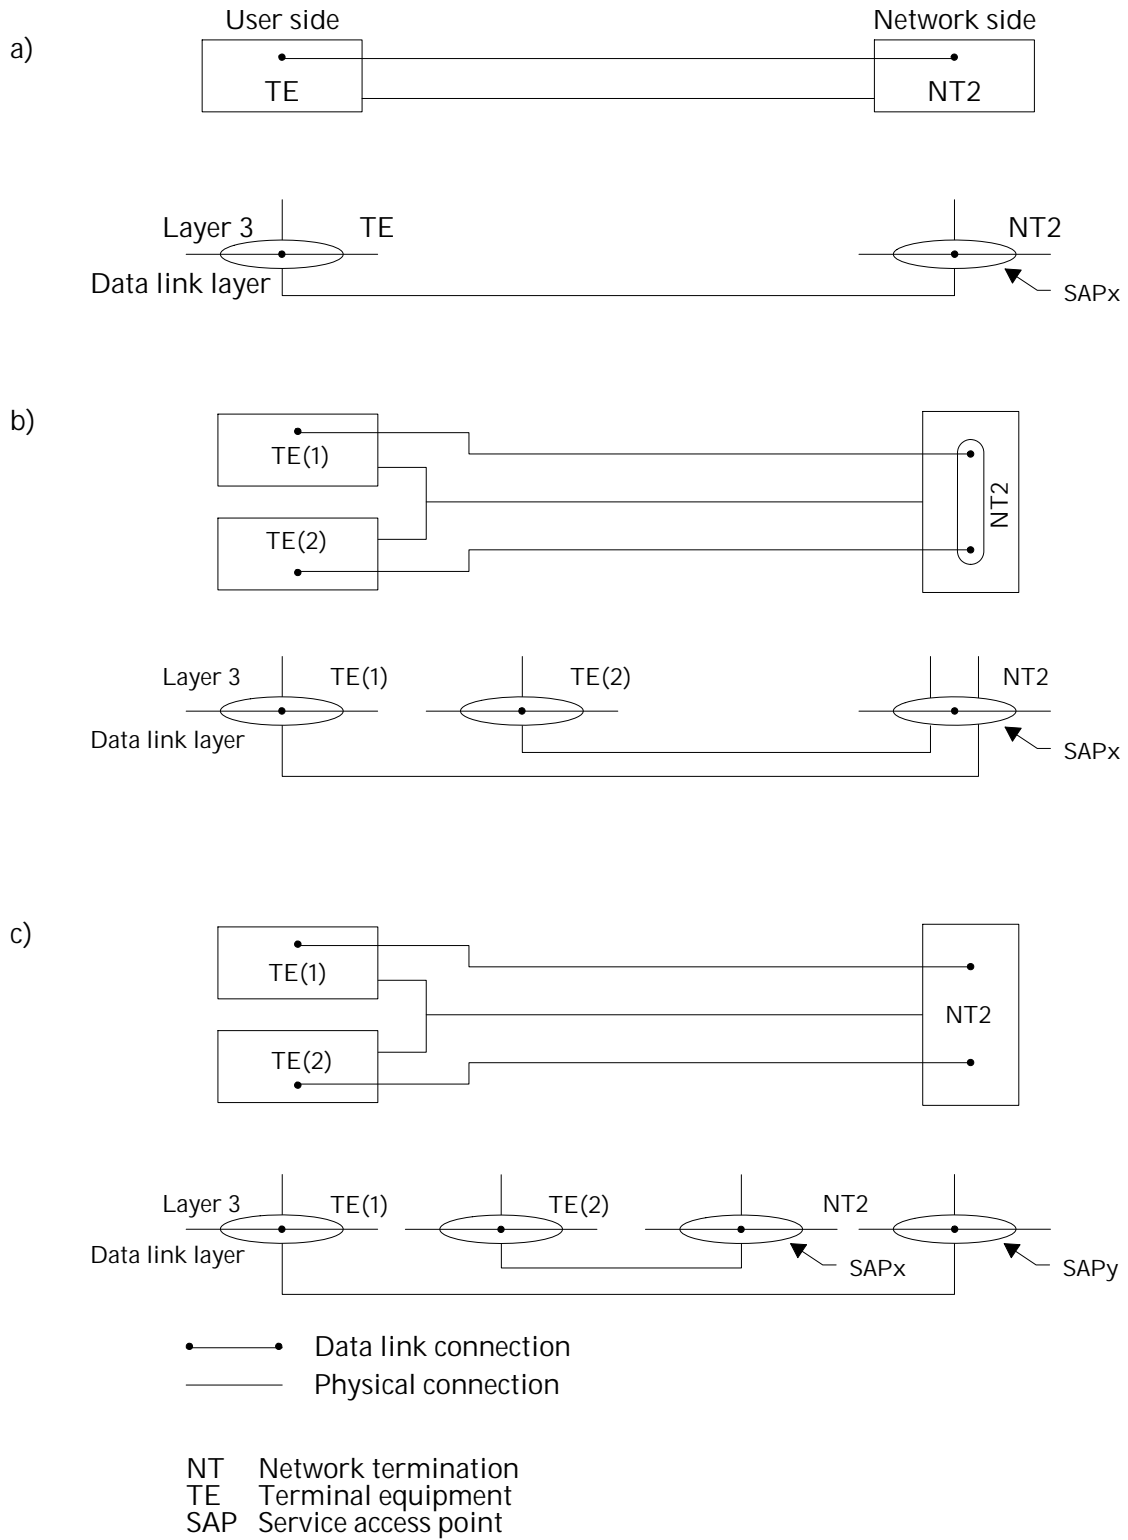 User side
Network side
a)
TE
NT2
Layer 3
TE
NT2
Data link layer
SAPx
b)
TE(1)
NT2
TE(2)
Layer 3
TE(1)
TE(2)
NT2
Data link layer
SAPx
c)
TE(1)
NT2
TE(2)
Layer 3
TE(1)
TE(2)
NT2
Data link layer
SAPx
SAPy
Data link connection
Physical connection
NT Network termination
TE Terminal equipment
SAP Service access point